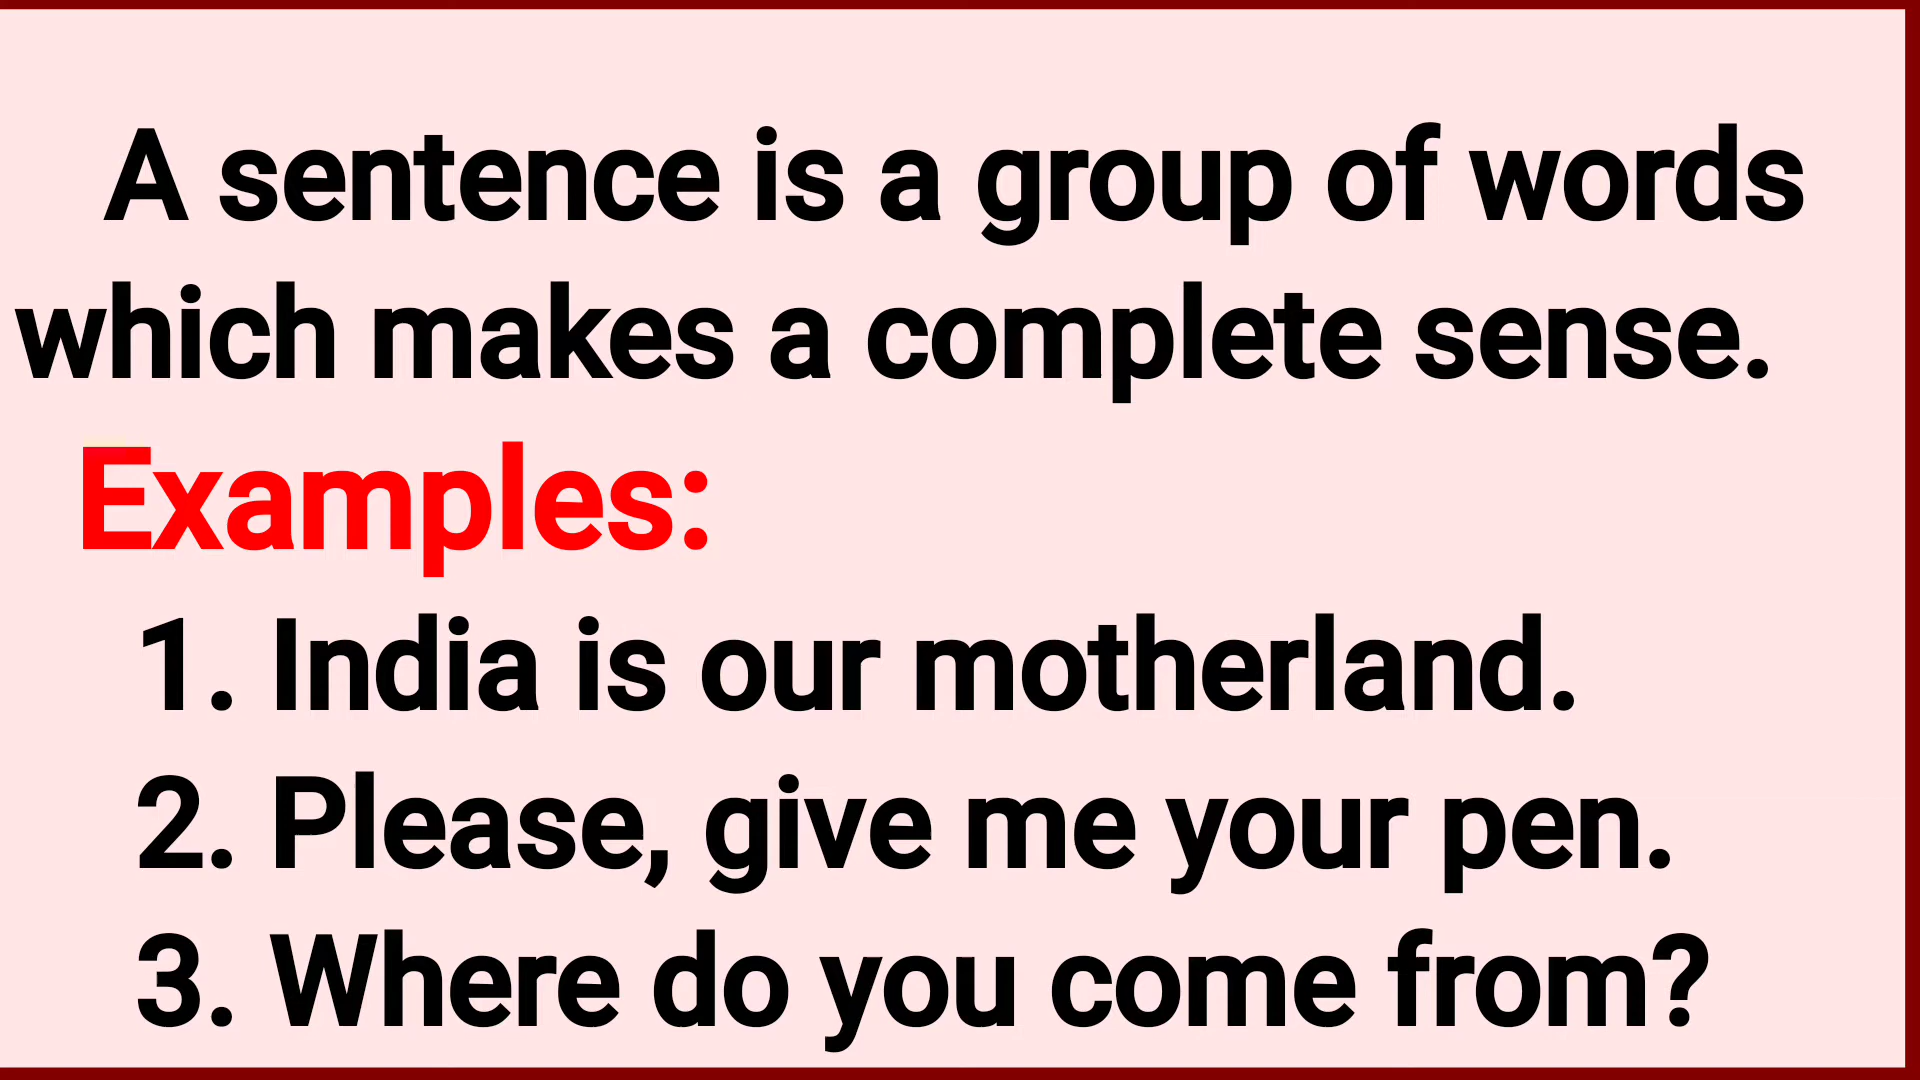 A sentence is a group of words
which makes a complete sense.
Examples:
1. India is our motherland.
2. Please, give me your pen.
3. Where do you come from?